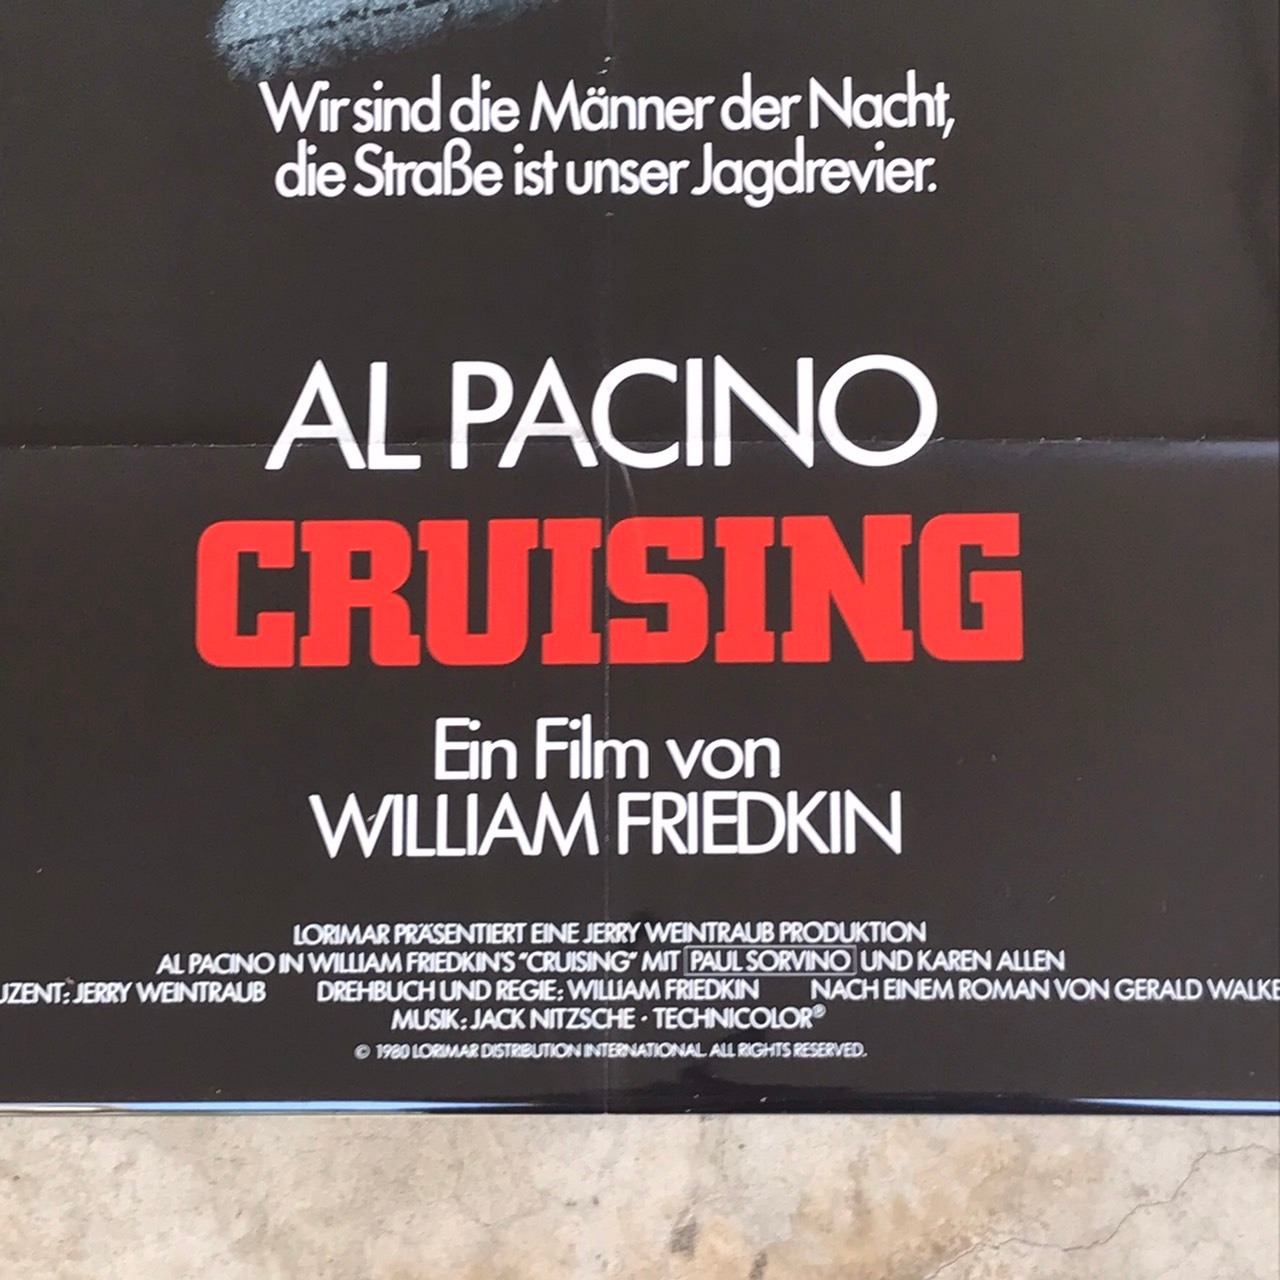 Wir sind die Männer der Nacht,
die Straße ist unser Jagdrevier.
AL PACINO
CRUISING
Ein Film von
WILLIAM FRIEDKIN
LORIMAR PRÄSENTIERT EINE JERRY WEINTRAUB PRODUKTION
AL PACINO IN WILLIAM FRIEDKIN'S "CRUISING" MIT PAUL SORVINO UND KAREN ALLEN
UZENT: JERRY WEINTRAUB DREHBUCH UND REGIE: WILLIAM FRIEDKIN NACH EINEM ROMAN VON GERALD WALKE
MUSIK: JACK NITZSCHE · TECHNICOLOR®
© 1980 LORIMAR DISTRIBUTION INTERNATIONAL. ALL RIGHTS RESERVED.